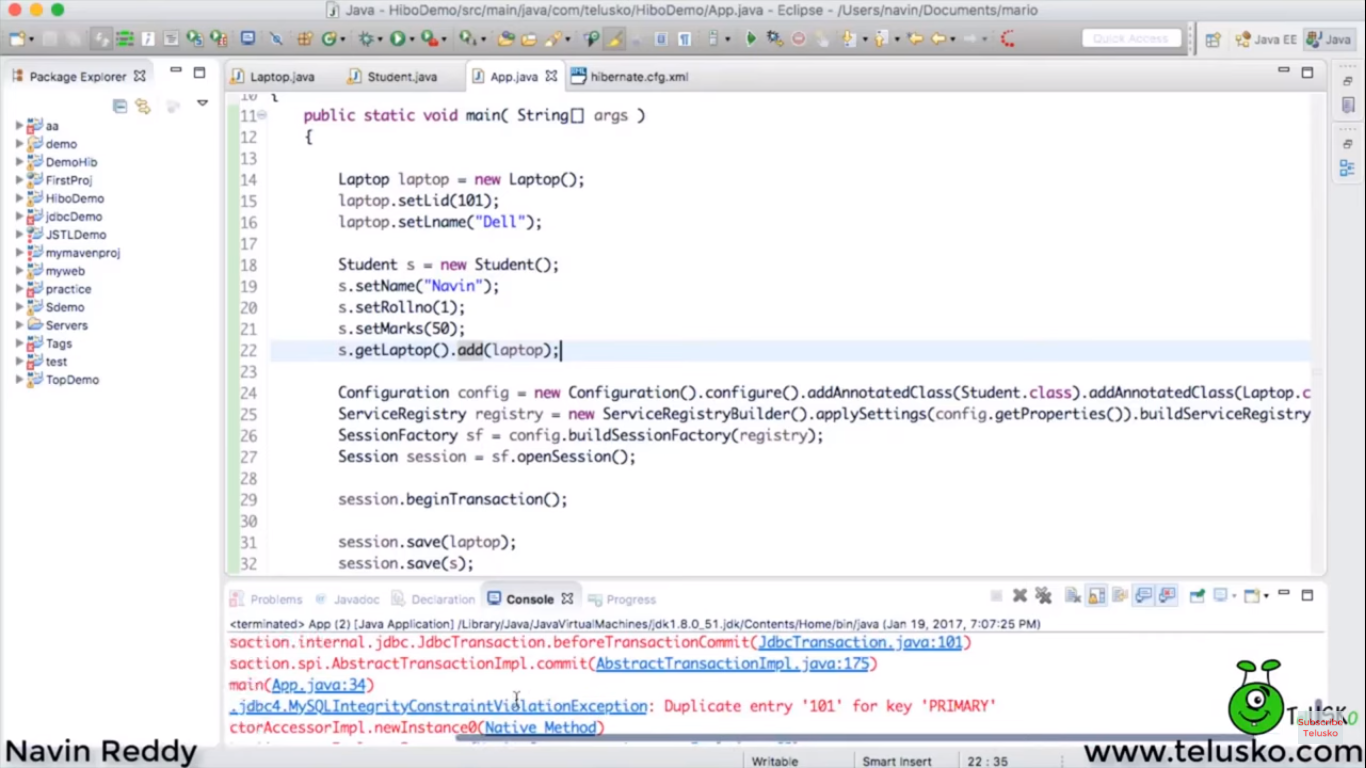 Java - HiboDemo/src/main/java/com/telusko/HiboDemo/App.java - Eclipse - /Users/navin/Documents/mario
Quick Access
Java EE
Java
Package Explorer
Laptop.java
Student.java
App.java
hibernate.cfg.xml
aa
demo
DemoHib
FirstProj
HiboDemo
jdbcDemo
JSTLDemo
mymavenproj
myweb
practice
Sdemo
Servers
Tags
test
TopDemo
10 {
11 public static void main( String[] args )
12 {
13
14 Laptop laptop = new Laptop();
15 laptop.setLid(101);
16 laptop.setLname("Dell");
17
18 Student s = new Student();
19 s.setName("Navin");
20 s.setRollno(1);
21 s.setMarks(50);
22 s.getLaptop().add(laptop);
23
24 Configuration config = new Configuration().configure().addAnnotatedClass(Student.class).addAnnotatedClass(Laptop.c
25 ServiceRegistry registry = new ServiceRegistryBuilder().applySettings(config.getProperties()).buildServiceRegistry
26 SessionFactory sf = config.buildSessionFactory(registry);
27 Session session = sf.openSession();
28
29 session.beginTransaction();
30
31 session.save(laptop);
32 session.save(s);
Problems
Javadoc
Declaration
Console
Progress
<terminated> App (2) [Java Application] /Library/Java/JavaVirtualMachines/jdk1.8.0_51.jdk/Contents/Home/bin/java (Jan 19, 2017, 7:07:25 PM)
saction.internal.jdbc.JdbcTransaction.beforeTransactionCommit(JdbcTransaction.java:101)
saction.spi.AbstractTransactionImpl.commit(AbstractTransactionImpl.java:175)
main(App.java:34)
.jdbc4.MySQLIntegrityConstraintViolationException: Duplicate entry '101' for key 'PRIMARY'
ctorAccessorImpl.newInstance0(Native Method)
Subscribe
Telusko
Navin Reddy
www.telusko.com
Writable
Smart Insert
22 : 35